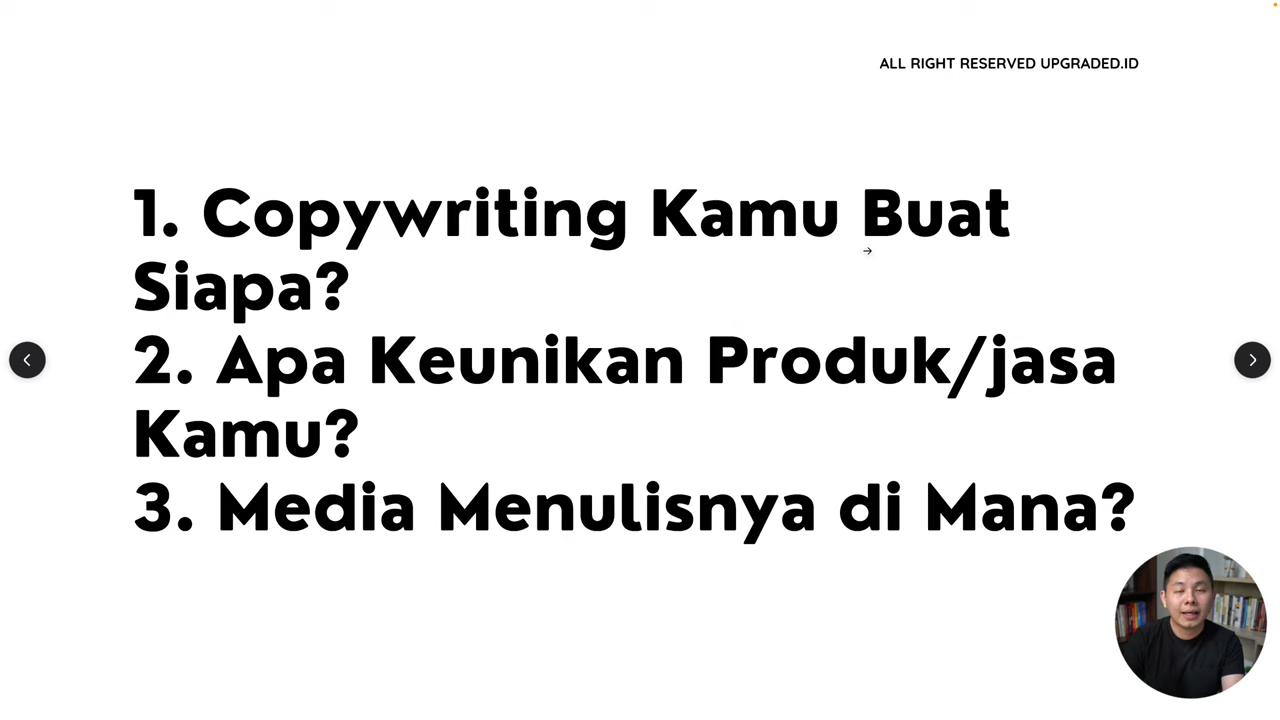 ALL RIGHT RESERVED UPGRADED.ID
1. Copywriting Kamu Buat
Siapa?
2. Apa Keunikan Produk/jasa
Kamu?
3. Media Menulisnya di Mana?